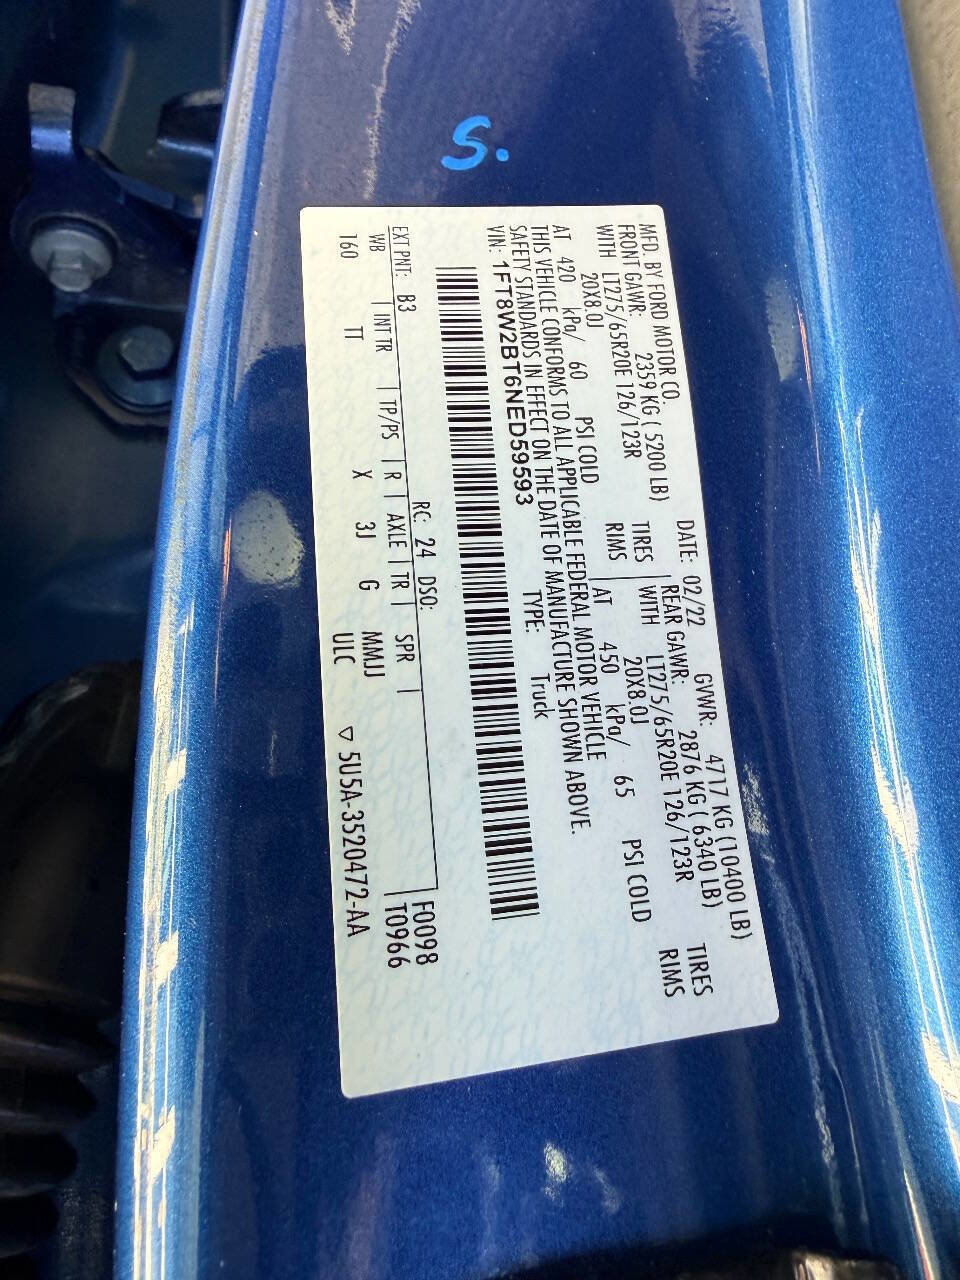 S.
MFD. BY FORD MOTOR CO. DATE: 02/22 GVWR: 4717 KG (10400 LB)
FRONT GAWR: 2359 KG ( 5200 LB) REAR GAWR: 2876 KG ( 6340 LB)
WITH LT275/65R20E 126/123R TIRES WITH LT275/65R20E 126/123R TIRES
20X8.0J RIMS 20X8.0J RIMS
AT 420 kPa/ 60 PSI COLD AT 450 kPa/ 65 PSI COLD
THIS VEHICLE CONFORMS TO ALL APPLICABLE FEDERAL MOTOR VEHICLE
SAFETY STANDARDS IN EFFECT ON THE DATE OF MANUFACTURE SHOWN ABOVE.
VIN: 1FT8W2BT6NED59593 TYPE: Truck
F0098
T0966
EXT PNT: B3 RC: 24 DSO:
WB INT TR TP/PS R AXLE TR SPR
160 TT X 3J G MMJJ
ULC ▽ 5U5A-3520472-AA